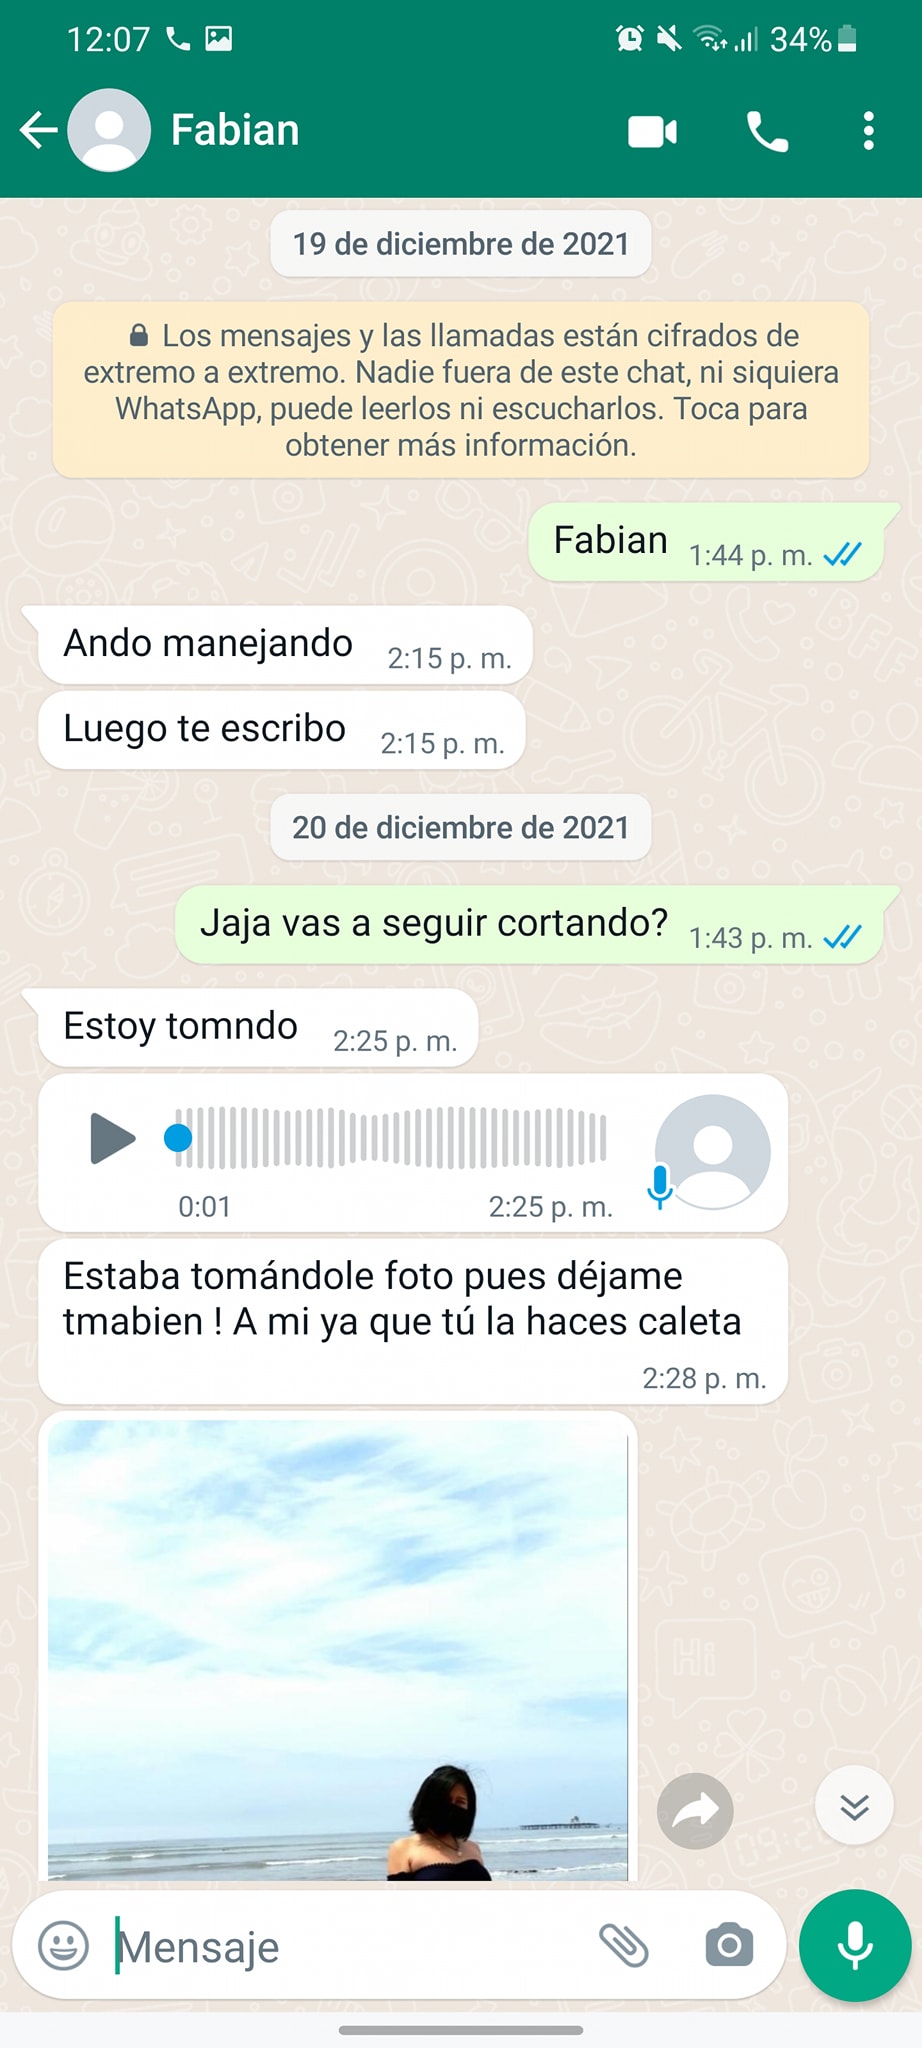 12:07 34%
Fabian
19 de diciembre de 2021
Los mensajes y las llamadas están cifrados de
extremo a extremo. Nadie fuera de este chat, ni siquiera
WhatsApp, puede leerlos ni escucharlos. Toca para
obtener más información.
Fabian 1:44 p. m.
Ando manejando 2:15 p. m.
Luego te escribo 2:15 p. m.
20 de diciembre de 2021
Jaja vas a seguir cortando? 1:43 p. m.
Estoy tomndo 2:25 p. m.
0:01 2:25 p. m.
Estaba tomándole foto pues déjame
tmabien ! A mi ya que tú la haces caleta
2:28 p. m.
Mensaje